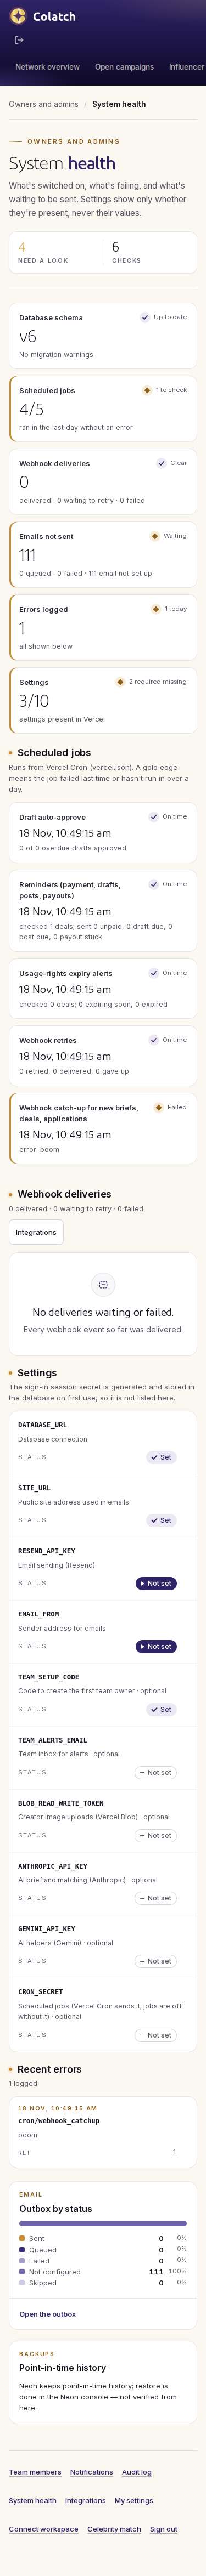 Colatch
Network overview Open campaigns Influencer
Owners and admins / System health
OWNERS AND ADMINS
System health
What's switched on, what's failing, and what's
waiting to be sent. Settings show only whether
they're present, never their values.
4 6
NEED A LOOK CHECKS
Database schema Up to date
v6
No migration warnings
Scheduled jobs 1 to check
4/5
ran in the last day without an error
Webhook deliveries Clear
0
delivered · 0 waiting to retry · 0 failed
Emails not sent Waiting
111
0 queued · 0 failed · 111 email not set up
Errors logged 1 today
1
all shown below
Settings 2 required missing
3/10
settings present in Vercel
Scheduled jobs
Runs from Vercel Cron (vercel.json). A gold edge
means the job failed last time or hasn't run in over a
day.
Draft auto-approve On time
18 Nov, 10:49:15 am
0 of 0 overdue drafts approved
Reminders (payment, drafts, On time
posts, payouts)
18 Nov, 10:49:15 am
checked 1 deals; sent 0 unpaid, 0 draft due, 0
post due, 0 payout stuck
Usage-rights expiry alerts On time
18 Nov, 10:49:15 am
checked 0 deals; 0 expiring soon, 0 expired
Webhook retries On time
18 Nov, 10:49:15 am
0 retried, 0 delivered, 0 gave up
Webhook catch-up for new briefs, Failed
deals, applications
18 Nov, 10:49:15 am
error: boom
Webhook deliveries
0 delivered · 0 waiting to retry · 0 failed
Integrations
No deliveries waiting or failed.
Every webhook event so far was delivered.
Settings
The sign-in session secret is generated and stored in
the database on first use, so it is not listed here.
DATABASE_URL
Database connection
STATUS Set
SITE_URL
Public site address used in emails
STATUS Set
RESEND_API_KEY
Email sending (Resend)
STATUS Not set
EMAIL_FROM
Sender address for emails
STATUS Not set
TEAM_SETUP_CODE
Code to create the first team owner · optional
STATUS Set
TEAM_ALERTS_EMAIL
Team inbox for alerts · optional
STATUS Not set
BLOB_READ_WRITE_TOKEN
Creator image uploads (Vercel Blob) · optional
STATUS Not set
ANTHROPIC_API_KEY
AI brief and matching (Anthropic) · optional
STATUS Not set
GEMINI_API_KEY
AI helpers (Gemini) · optional
STATUS Not set
CRON_SECRET
Scheduled jobs (Vercel Cron sends it; jobs are off
without it) · optional
STATUS Not set
Recent errors
1 logged
18 NOV, 10:49:15 AM
cron/webhook_catchup
boom
REF 1
EMAIL
Outbox by status
Sent 0 0%
Queued 0 0%
Failed 0 0%
Not configured 111 100%
Skipped 0 0%
Open the outbox
BACKUPS
Point-in-time history
Neon keeps point-in-time history; restore is
done in the Neon console — not verified from
here.
Team members Notifications Audit log
System health Integrations My settings
Connect workspace Celebrity match Sign out